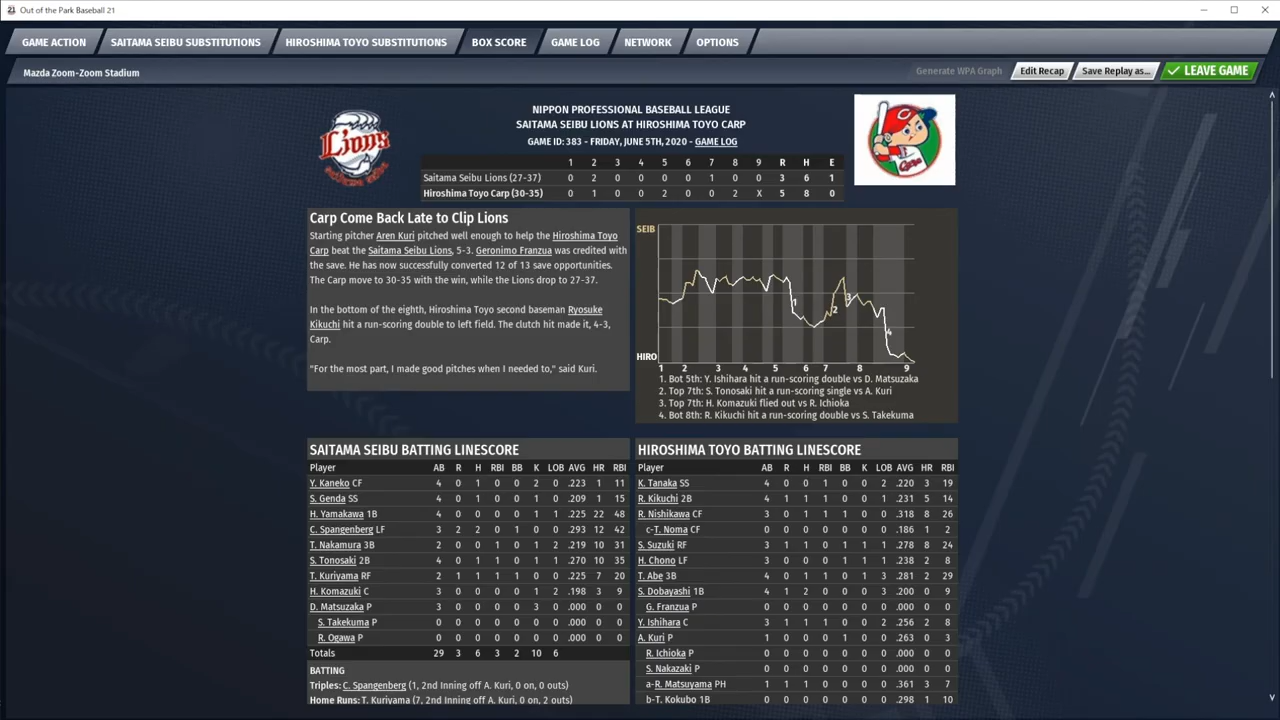 Out of the Park Baseball 21
GAME ACTION SAITAMA SEIBU SUBSTITUTIONS HIROSHIMA TOYO SUBSTITUTIONS BOX SCORE GAME LOG NETWORK OPTIONS
Mazda Zoom-Zoom Stadium Generate WPA Graph Edit Recap Save Replay as... LEAVE GAME
Lions
NIPPON PROFESSIONAL BASEBALL LEAGUE
SAITAMA SEIBU LIONS AT HIROSHIMA TOYO CARP
GAME ID: 383 - FRIDAY, JUNE 5TH, 2020 - GAME LOG
1 2 3 4 5 6 7 8 9 R H E
Saitama Seibu Lions (27-37) 0 2 0 0 0 0 1 0 0 3 6 1
Hiroshima Toyo Carp (30-35) 0 1 0 0 2 0 0 2 X 5 8 0
Carp Come Back Late to Clip Lions
Starting pitcher Aren Kuri pitched well enough to help the Hiroshima Toyo
Carp beat the Saitama Seibu Lions, 5-3. Geronimo Franzua was credited with
the save. He has now successfully converted 12 of 13 save opportunities.
The Carp move to 30-35 with the win, while the Lions drop to 27-37.
In the bottom of the eighth, Hiroshima Toyo second baseman Ryosuke
Kikuchi hit a run-scoring double to left field. The clutch hit made it, 4-3,
Carp.
"For the most part, I made good pitches when I needed to," said Kuri.
SEIB
1 2 3 4
HIRO
1 2 3 4 5 6 7 8 9
1. Bot 5th: Y. Ishihara hit a run-scoring double vs D. Matsuzaka
2. Top 7th: S. Tonosaki hit a run-scoring single vs A. Kuri
3. Top 7th: H. Komazuki flied out vs R. Ichioka
4. Bot 8th: R. Kikuchi hit a run-scoring double vs S. Takekuma
SAITAMA SEIBU BATTING LINESCORE
Player AB R H RBI BB K LOB AVG HR RBI
Y. Kaneko CF 4 0 1 0 0 2 0 .223 1 11
S. Genda SS 4 0 1 0 0 1 0 .209 1 15
H. Yamakawa 1B 4 0 0 0 0 1 1 .225 22 48
C. Spangenberg LF 3 2 2 0 1 0 0 .293 12 42
T. Nakamura 3B 2 0 0 1 0 1 2 .219 10 31
S. Tonosaki 2B 4 0 1 1 0 1 1 .270 10 35
T. Kuriyama RF 2 1 1 1 1 0 0 .225 7 20
H. Komazuki C 3 0 0 0 0 1 2 .198 3 9
D. Matsuzaka P 3 0 0 0 0 3 0 .000 0 0
S. Takekuma P 0 0 0 0 0 0 0 .000 0 0
R. Ogawa P 0 0 0 0 0 0 0 .000 0 0
Totals 29 3 6 3 2 10 6
BATTING
Triples: C. Spangenberg (1, 2nd Inning off A. Kuri, 0 on, 0 outs)
Home Runs: T. Kuriyama (7, 2nd Inning off A. Kuri, 0 on, 2 outs)
HIROSHIMA TOYO BATTING LINESCORE
Player AB R H RBI BB K LOB AVG HR RBI
K. Tanaka SS 4 0 0 1 0 0 2 .220 3 19
R. Kikuchi 2B 4 1 1 1 0 0 1 .231 5 14
R. Nishikawa CF 3 0 1 1 1 0 0 .318 8 26
c-T. Noma CF 0 0 0 0 0 0 0 .186 1 2
S. Suzuki RF 3 1 1 0 1 1 1 .278 8 24
H. Chono LF 3 0 0 0 1 1 1 .238 2 8
T. Abe 3B 4 0 1 1 0 1 3 .281 2 29
S. Dobayashi 1B 4 1 2 0 0 0 3 .200 0 9
G. Franzua P 0 0 0 0 0 0 0 .000 0 0
Y. Ishihara C 3 1 1 1 0 0 2 .256 2 8
A. Kuri P 1 0 0 0 1 0 0 .263 0 3
R. Ichioka P 0 0 0 0 0 0 0 .000 0 0
S. Nakazaki P 0 0 0 0 0 0 0 .000 0 0
a-R. Matsuyama PH 1 1 1 0 0 0 0 .361 3 7
b-T. Kokubo 1B 0 0 0 0 0 0 0 .298 1 10